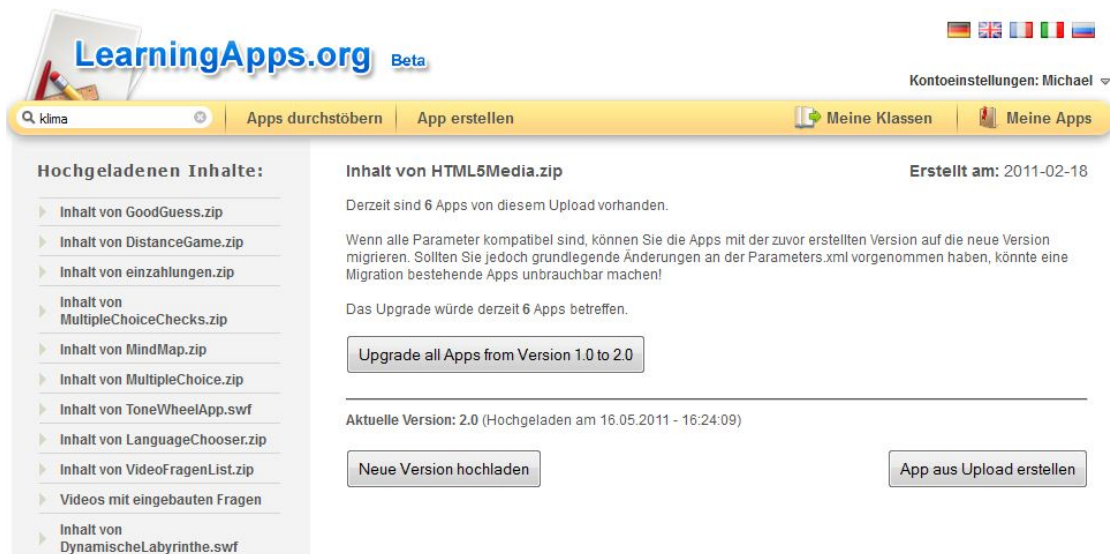 LearningApps.org Beta
Kontoeinstellungen: Michael
klima
Apps durchstöbern
App erstellen
Meine Klassen
Meine Apps
Hochgeladenen Inhalte:
Inhalt von GoodGuess.zip
Inhalt von DistanceGame.zip
Inhalt von einzahlungen.zip
Inhalt von
MultipleChoiceChecks.zip
Inhalt von MindMap.zip
Inhalt von MultipleChoice.zip
Inhalt von ToneWheelApp.swf
Inhalt von LanguageChooser.zip
Inhalt von VideoFragenList.zip
Videos mit eingebauten Fragen
Inhalt von
DynamischeLabyrinthe.swf
Inhalt von HTML5Media.zip
Erstellt am: 2011-02-18
Derzeit sind 6 Apps von diesem Upload vorhanden.
Wenn alle Parameter kompatibel sind, können Sie die Apps mit der zuvor erstellten Version auf die neue Version
migrieren. Sollten Sie jedoch grundlegende Änderungen an der Parameters.xml vorgenommen haben, könnte eine
Migration bestehende Apps unbrauchbar machen!
Das Upgrade würde derzeit 6 Apps betreffen.
Upgrade all Apps from Version 1.0 to 2.0
Aktuelle Version: 2.0 (Hochgeladen am 16.05.2011 - 16:24:09)
Neue Version hochladen
App aus Upload erstellen